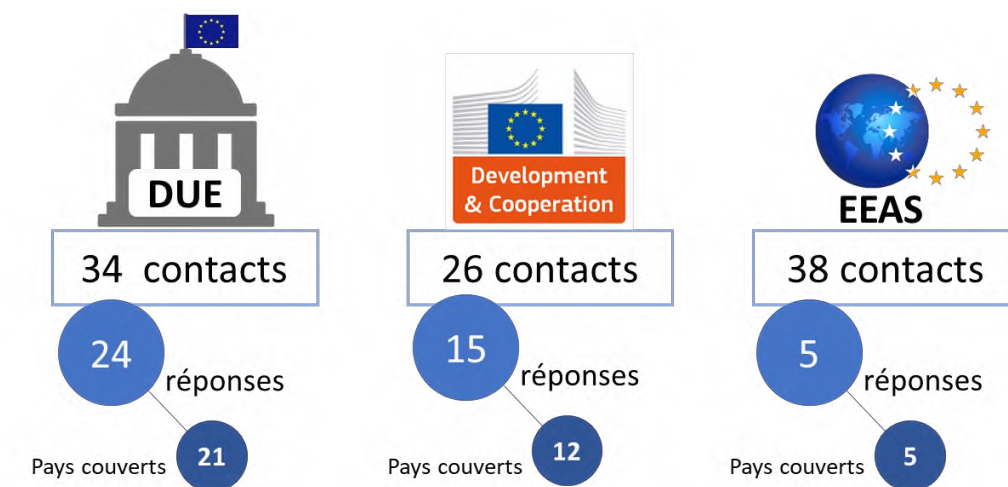 DUE
34 contacts
24
réponses
Pays couverts 21
Development
& Cooperation
26 contacts
15
réponses
Pays couverts 12
EEAS
38 contacts
5
réponses
Pays couverts 5